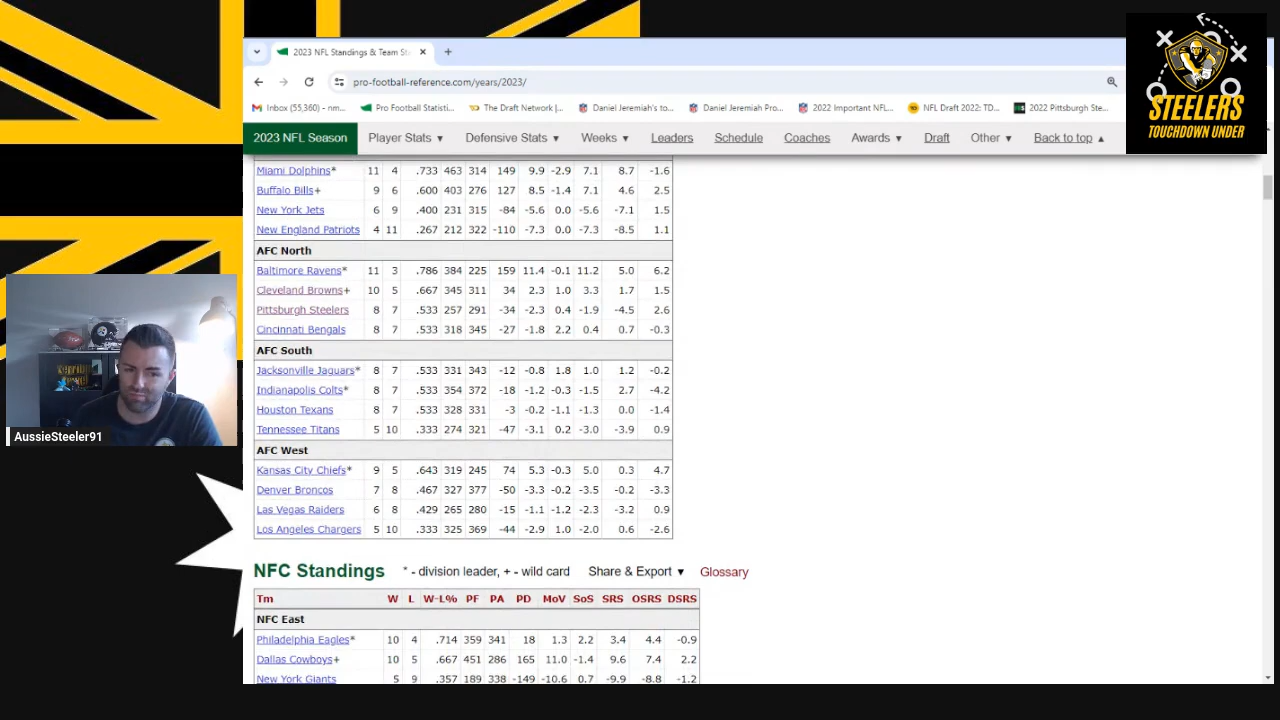 2023 NFL Standings & Team St
pro-football-reference.com/years/2023/
Inbox (55,360) - nm... Pro Football Statisti... The Draft Network |... Daniel Jeremiah's to... Daniel Jeremiah Pro... 2022 Important NFL... NFL Draft 2022: TD... 2022 Pittsburgh Ste...
STEELERS
TOUCHDOWN UNDER
2023 NFL Season Player Stats ▼ Defensive Stats ▼ Weeks ▼ Leaders Schedule Coaches Awards ▼ Draft Other ▼ Back to top ▲
Miami Dolphins* 11 4 .733 463 314 149 9.9 -2.9 7.1 8.7 -1.6
Buffalo Bills+ 9 6 .600 403 276 127 8.5 -1.4 7.1 4.6 2.5
New York Jets 6 9 .400 231 315 -84 -5.6 0.0 -5.6 -7.1 1.5
New England Patriots 4 11 .267 212 322 -110 -7.3 0.0 -7.3 -8.5 1.1
AFC North
Baltimore Ravens* 11 3 .786 384 225 159 11.4 -0.1 11.2 5.0 6.2
Cleveland Browns+ 10 5 .667 345 311 34 2.3 1.0 3.3 1.7 1.5
Pittsburgh Steelers 8 7 .533 257 291 -34 -2.3 0.4 -1.9 -4.5 2.6
Cincinnati Bengals 8 7 .533 318 345 -27 -1.8 2.2 0.4 0.7 -0.3
AFC South
Jacksonville Jaguars* 8 7 .533 331 343 -12 -0.8 1.8 1.0 1.2 -0.2
Indianapolis Colts* 8 7 .533 354 372 -18 -1.2 -0.3 -1.5 2.7 -4.2
Houston Texans 8 7 .533 328 331 -3 -0.2 -1.1 -1.3 0.0 -1.4
Tennessee Titans 5 10 .333 274 321 -47 -3.1 0.2 -3.0 -3.9 0.9
AFC West
Kansas City Chiefs* 9 5 .643 319 245 74 5.3 -0.3 5.0 0.3 4.7
Denver Broncos 7 8 .467 327 377 -50 -3.3 -0.2 -3.5 -0.2 -3.3
Las Vegas Raiders 6 8 .429 265 280 -15 -1.1 -1.2 -2.3 -3.2 0.9
Los Angeles Chargers 5 10 .333 325 369 -44 -2.9 1.0 -2.0 0.6 -2.6
AussieSteeler91
NFC Standings * - division leader, + - wild card Share & Export ▼ Glossary
Tm W L W-L% PF PA PD MoV SoS SRS OSRS DSRS
NFC East
Philadelphia Eagles* 10 4 .714 359 341 18 1.3 2.2 3.4 4.4 -0.9
Dallas Cowboys+ 10 5 .667 451 286 165 11.0 -1.4 9.6 7.4 2.2
New York Giants 5 9 .357 189 338 -149 -10.6 0.7 -9.9 -8.8 -1.2